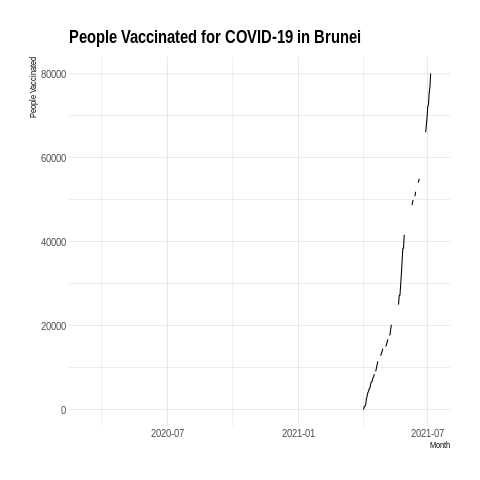 People Vaccinated for COVID-19 in Brunei
People Vaccinated
80000
60000
40000
20000
0
2020-07 2021-01 2021-07
Month